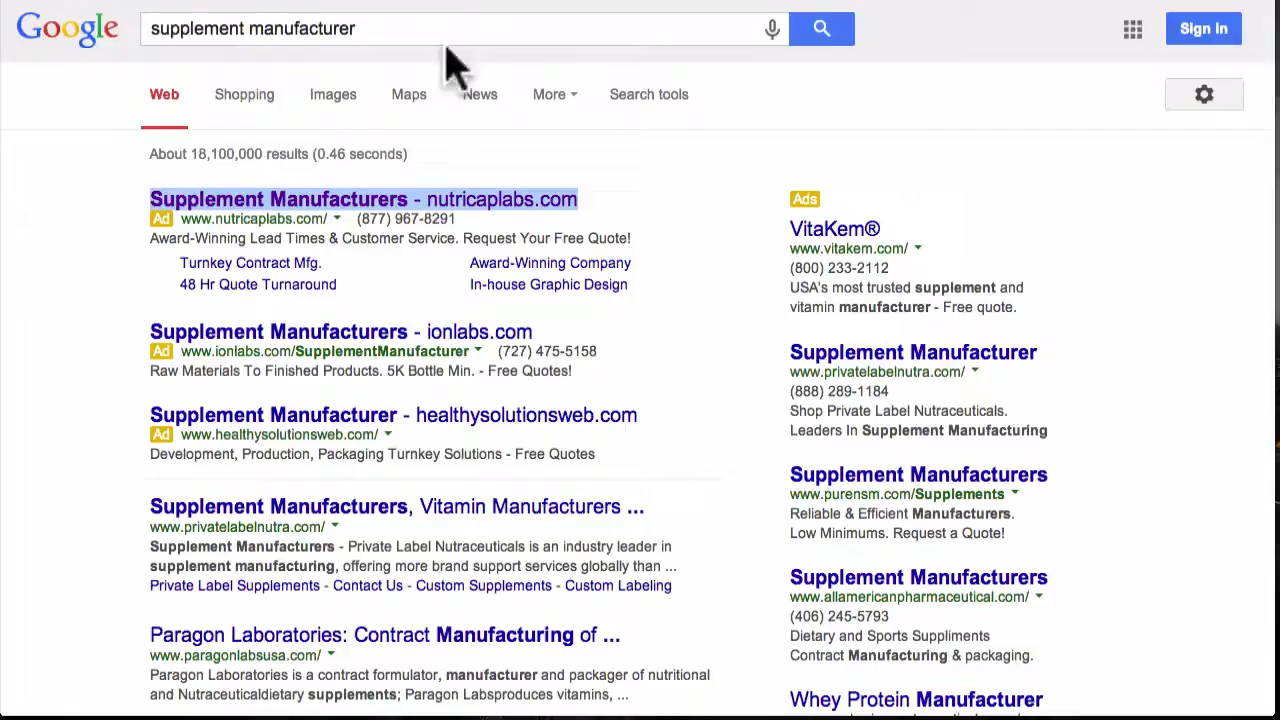 Google
supplement manufacturer
Sign in
Web Shopping Images Maps News More Search tools
About 18,100,000 results (0.46 seconds)
Supplement Manufacturers - nutricaplabs.com
Ad www.nutricaplabs.com/ (877) 967-8291
Award-Winning Lead Times & Customer Service. Request Your Free Quote!
Turnkey Contract Mfg. Award-Winning Company
48 Hr Quote Turnaround In-house Graphic Design
Supplement Manufacturers - ionlabs.com
Ad www.ionlabs.com/SupplementManufacturer (727) 475-5158
Raw Materials To Finished Products. 5K Bottle Min. - Free Quotes!
Supplement Manufacturer - healthysolutionsweb.com
Ad www.healthysolutionsweb.com/
Development, Production, Packaging Turnkey Solutions - Free Quotes
Supplement Manufacturers, Vitamin Manufacturers ...
www.privatelabelnutra.com/
Supplement Manufacturers - Private Label Nutraceuticals is an industry leader in
supplement manufacturing, offering more brand support services globally than ...
Private Label Supplements - Contact Us - Custom Supplements - Custom Labeling
Paragon Laboratories: Contract Manufacturing of ...
www.paragonlabsusa.com/
Paragon Laboratories is a contract formulator, manufacturer and packager of nutritional
and Nutraceuticaldietary supplements; Paragon Labsproduces vitamins, ...
Ads
VitaKem®
www.vitakem.com/
(800) 233-2112
USA's most trusted supplement and
vitamin manufacturer - Free quote.
Supplement Manufacturer
www.privatelabelnutra.com/
(888) 289-1184
Shop Private Label Nutraceuticals.
Leaders In Supplement Manufacturing
Supplement Manufacturers
www.purensm.com/Supplements
Reliable & Efficient Manufacturers.
Low Minimums. Request a Quote!
Supplement Manufacturers
www.allamericanpharmaceutical.com/
(406) 245-5793
Dietary and Sports Suppliments
Contract Manufacturing & packaging.
Whey Protein Manufacturer